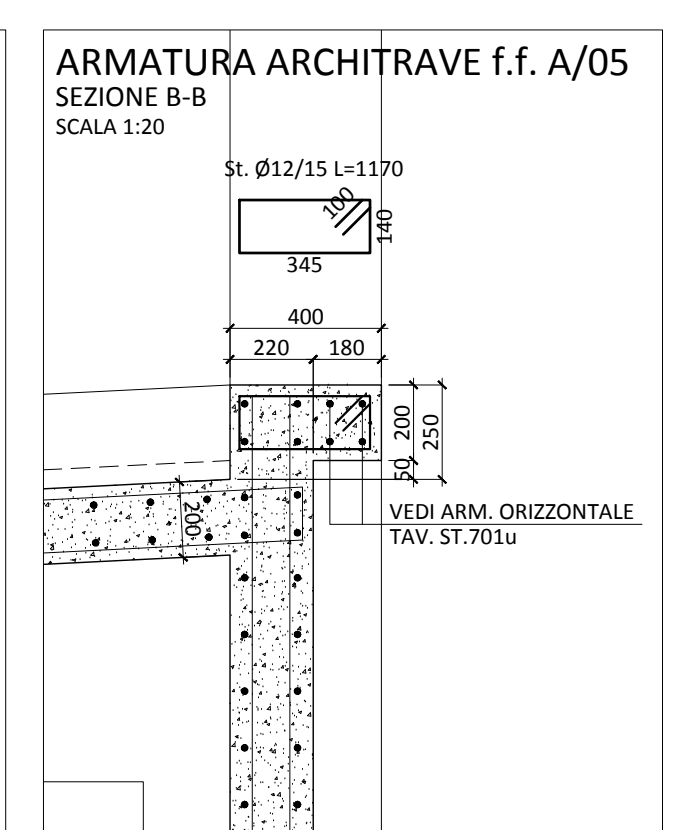 ARMATURA ARCHITRAVE f.f. A/05
SEZIONE B-B
SCALA 1:20
St. Ø12/15 L=1170
100
140
345
400
220 180
200
250
50
200
VEDI ARM. ORIZZONTALE
TAV. ST.701u